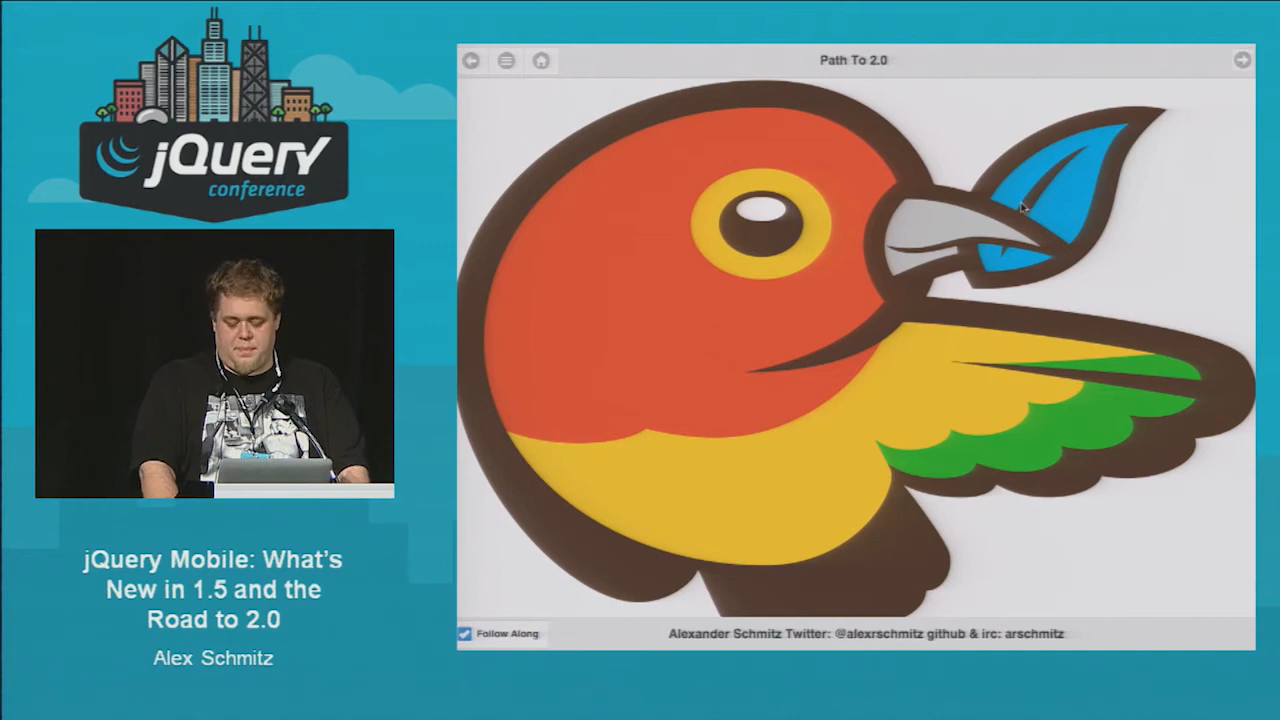 jQuery
conference
jQuery Mobile: What's
New in 1.5 and the
Road to 2.0
Alex Schmitz
Path To 2.0
Follow Along
Alexander Schmitz Twitter: @alexrschmitz github & irc: arschmitz